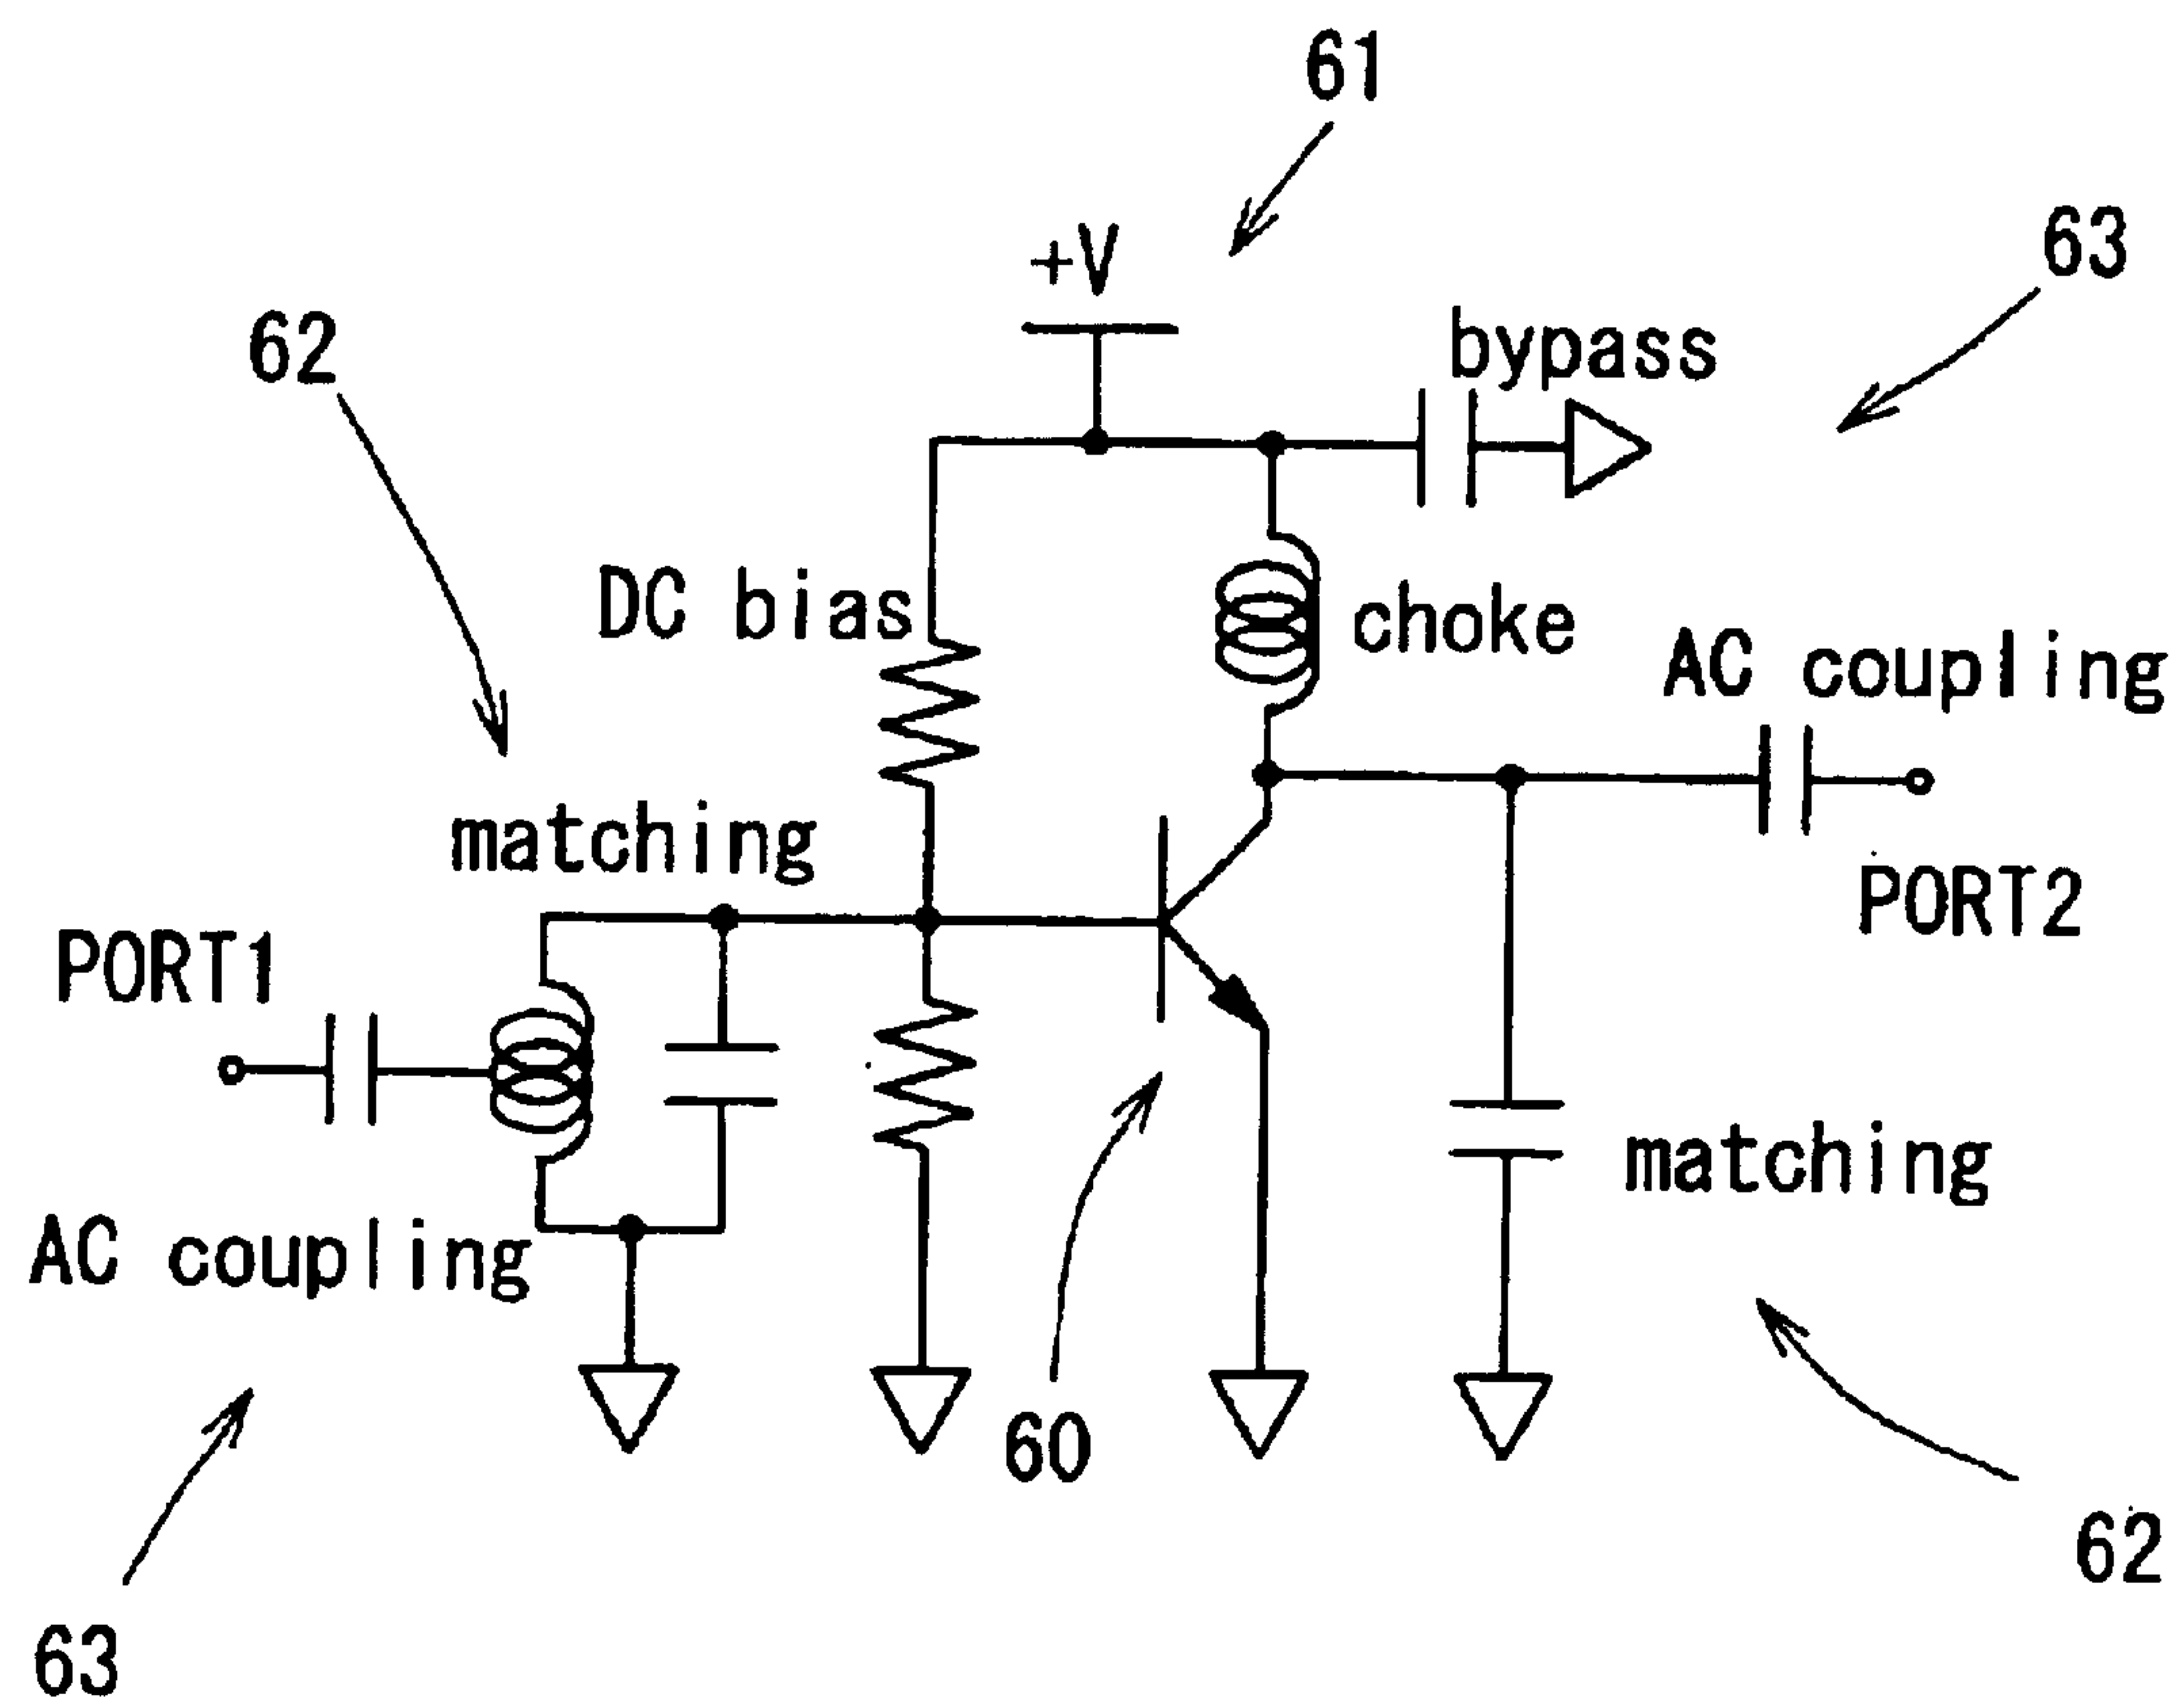 61
+V
63
62
bypass
DC bias
choke
AC coupling
matching
PORT2
PORT1
matching
AC coupling
60
62
63